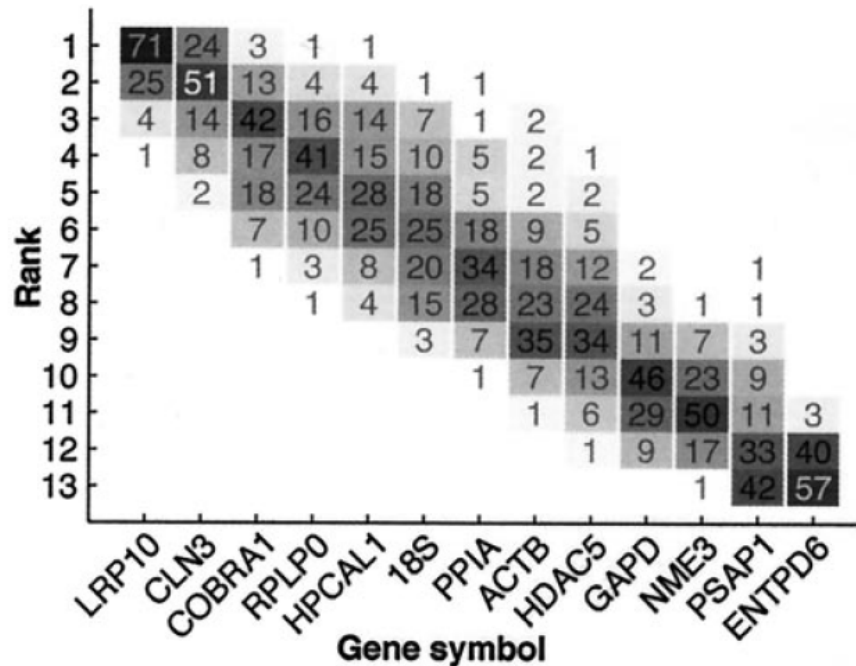 1 71 24 3 1 1
2 25 51 13 4 4 1 1
3 4 14 42 16 14 7 1 2
4 1 8 17 41 15 10 5 2 1
5 2 18 24 28 18 5 2 2
6 7 10 25 25 18 9 5
7 1 3 8 20 34 18 12 2 1
8 1 4 15 28 23 24 3 1 1
9 3 7 35 34 11 7 3
10 1 7 13 46 23 9
11 1 6 29 50 11 3
12 1 9 17 33 40
13 1 42 57
Rank
LRP10 CLN3 COBRA1 RPLP0 HPCAL1 18S PPIA ACTB HDAC5 GAPD NME3 PSAP1 ENTPD6
Gene symbol